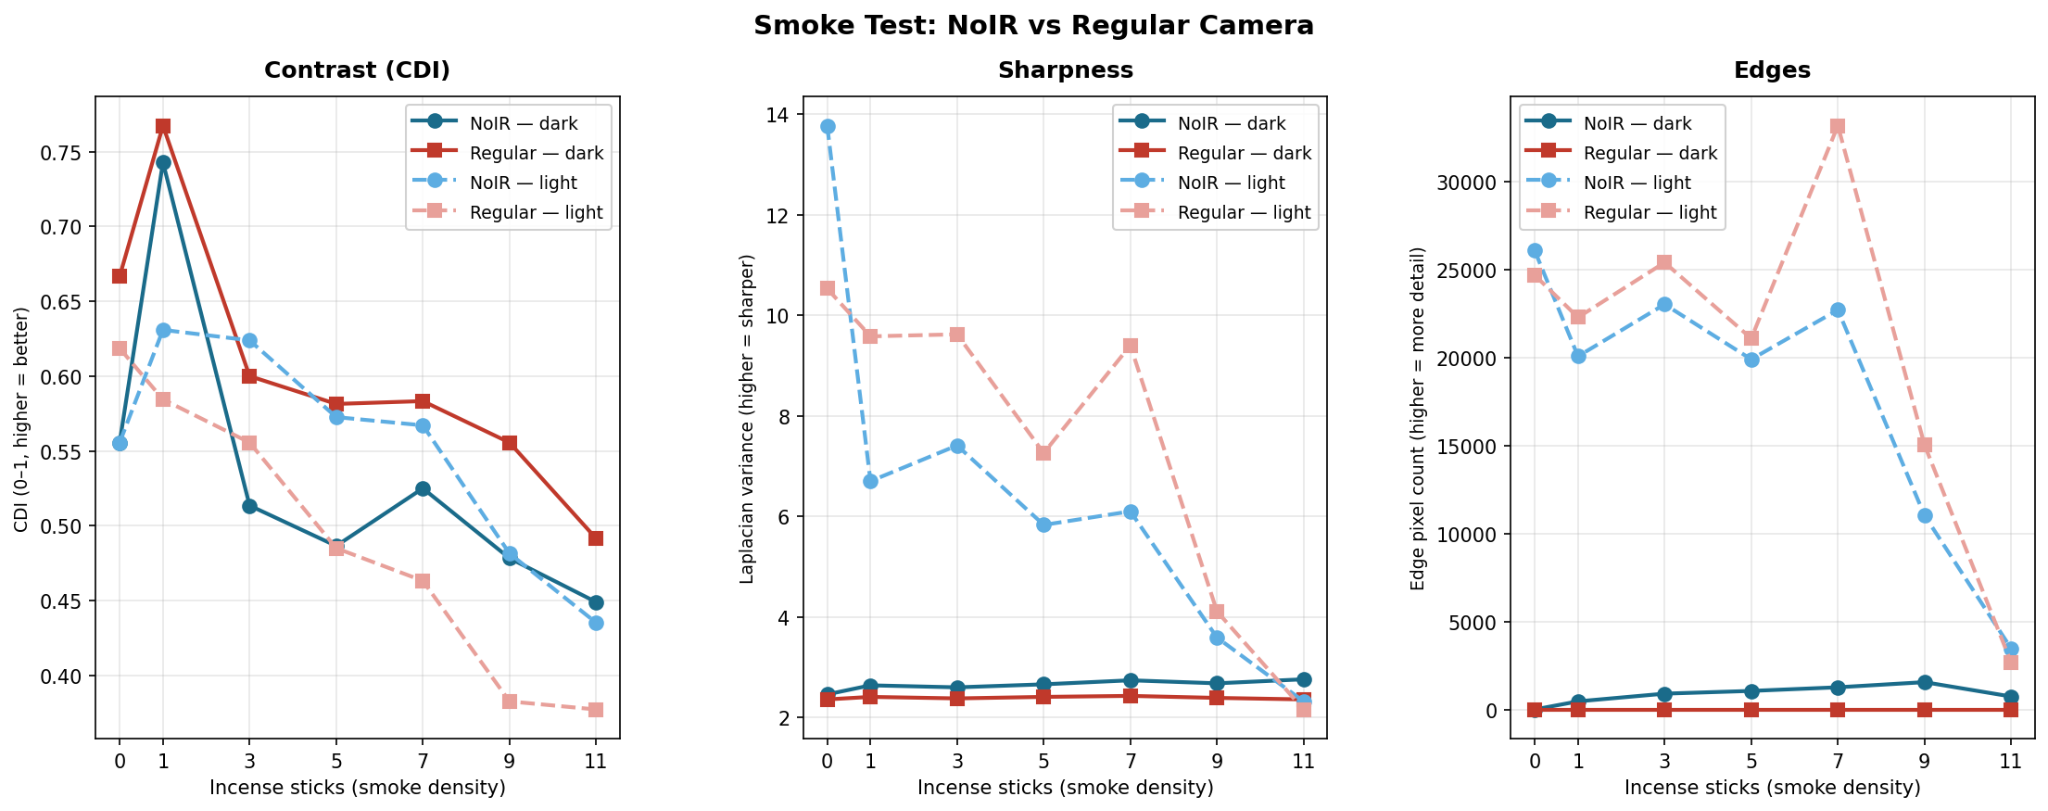 Smoke Test: NoIR vs Regular Camera
Contrast (CDI)
CDI (0–1, higher = better)
0.75
0.70
0.65
0.60
0.55
0.50
0.45
0.40
NoIR — dark
Regular — dark
NoIR — light
Regular — light
0 1 3 5 7 9 11
Incense sticks (smoke density)
Sharpness
Laplacian variance (higher = sharper)
14
12
10
8
6
4
2
NoIR — dark
Regular — dark
NoIR — light
Regular — light
0 1 3 5 7 9 11
Incense sticks (smoke density)
Edges
Edge pixel count (higher = more detail)
30000
25000
20000
15000
10000
5000
0
NoIR — dark
Regular — dark
NoIR — light
Regular — light
0 1 3 5 7 9 11
Incense sticks (smoke density)